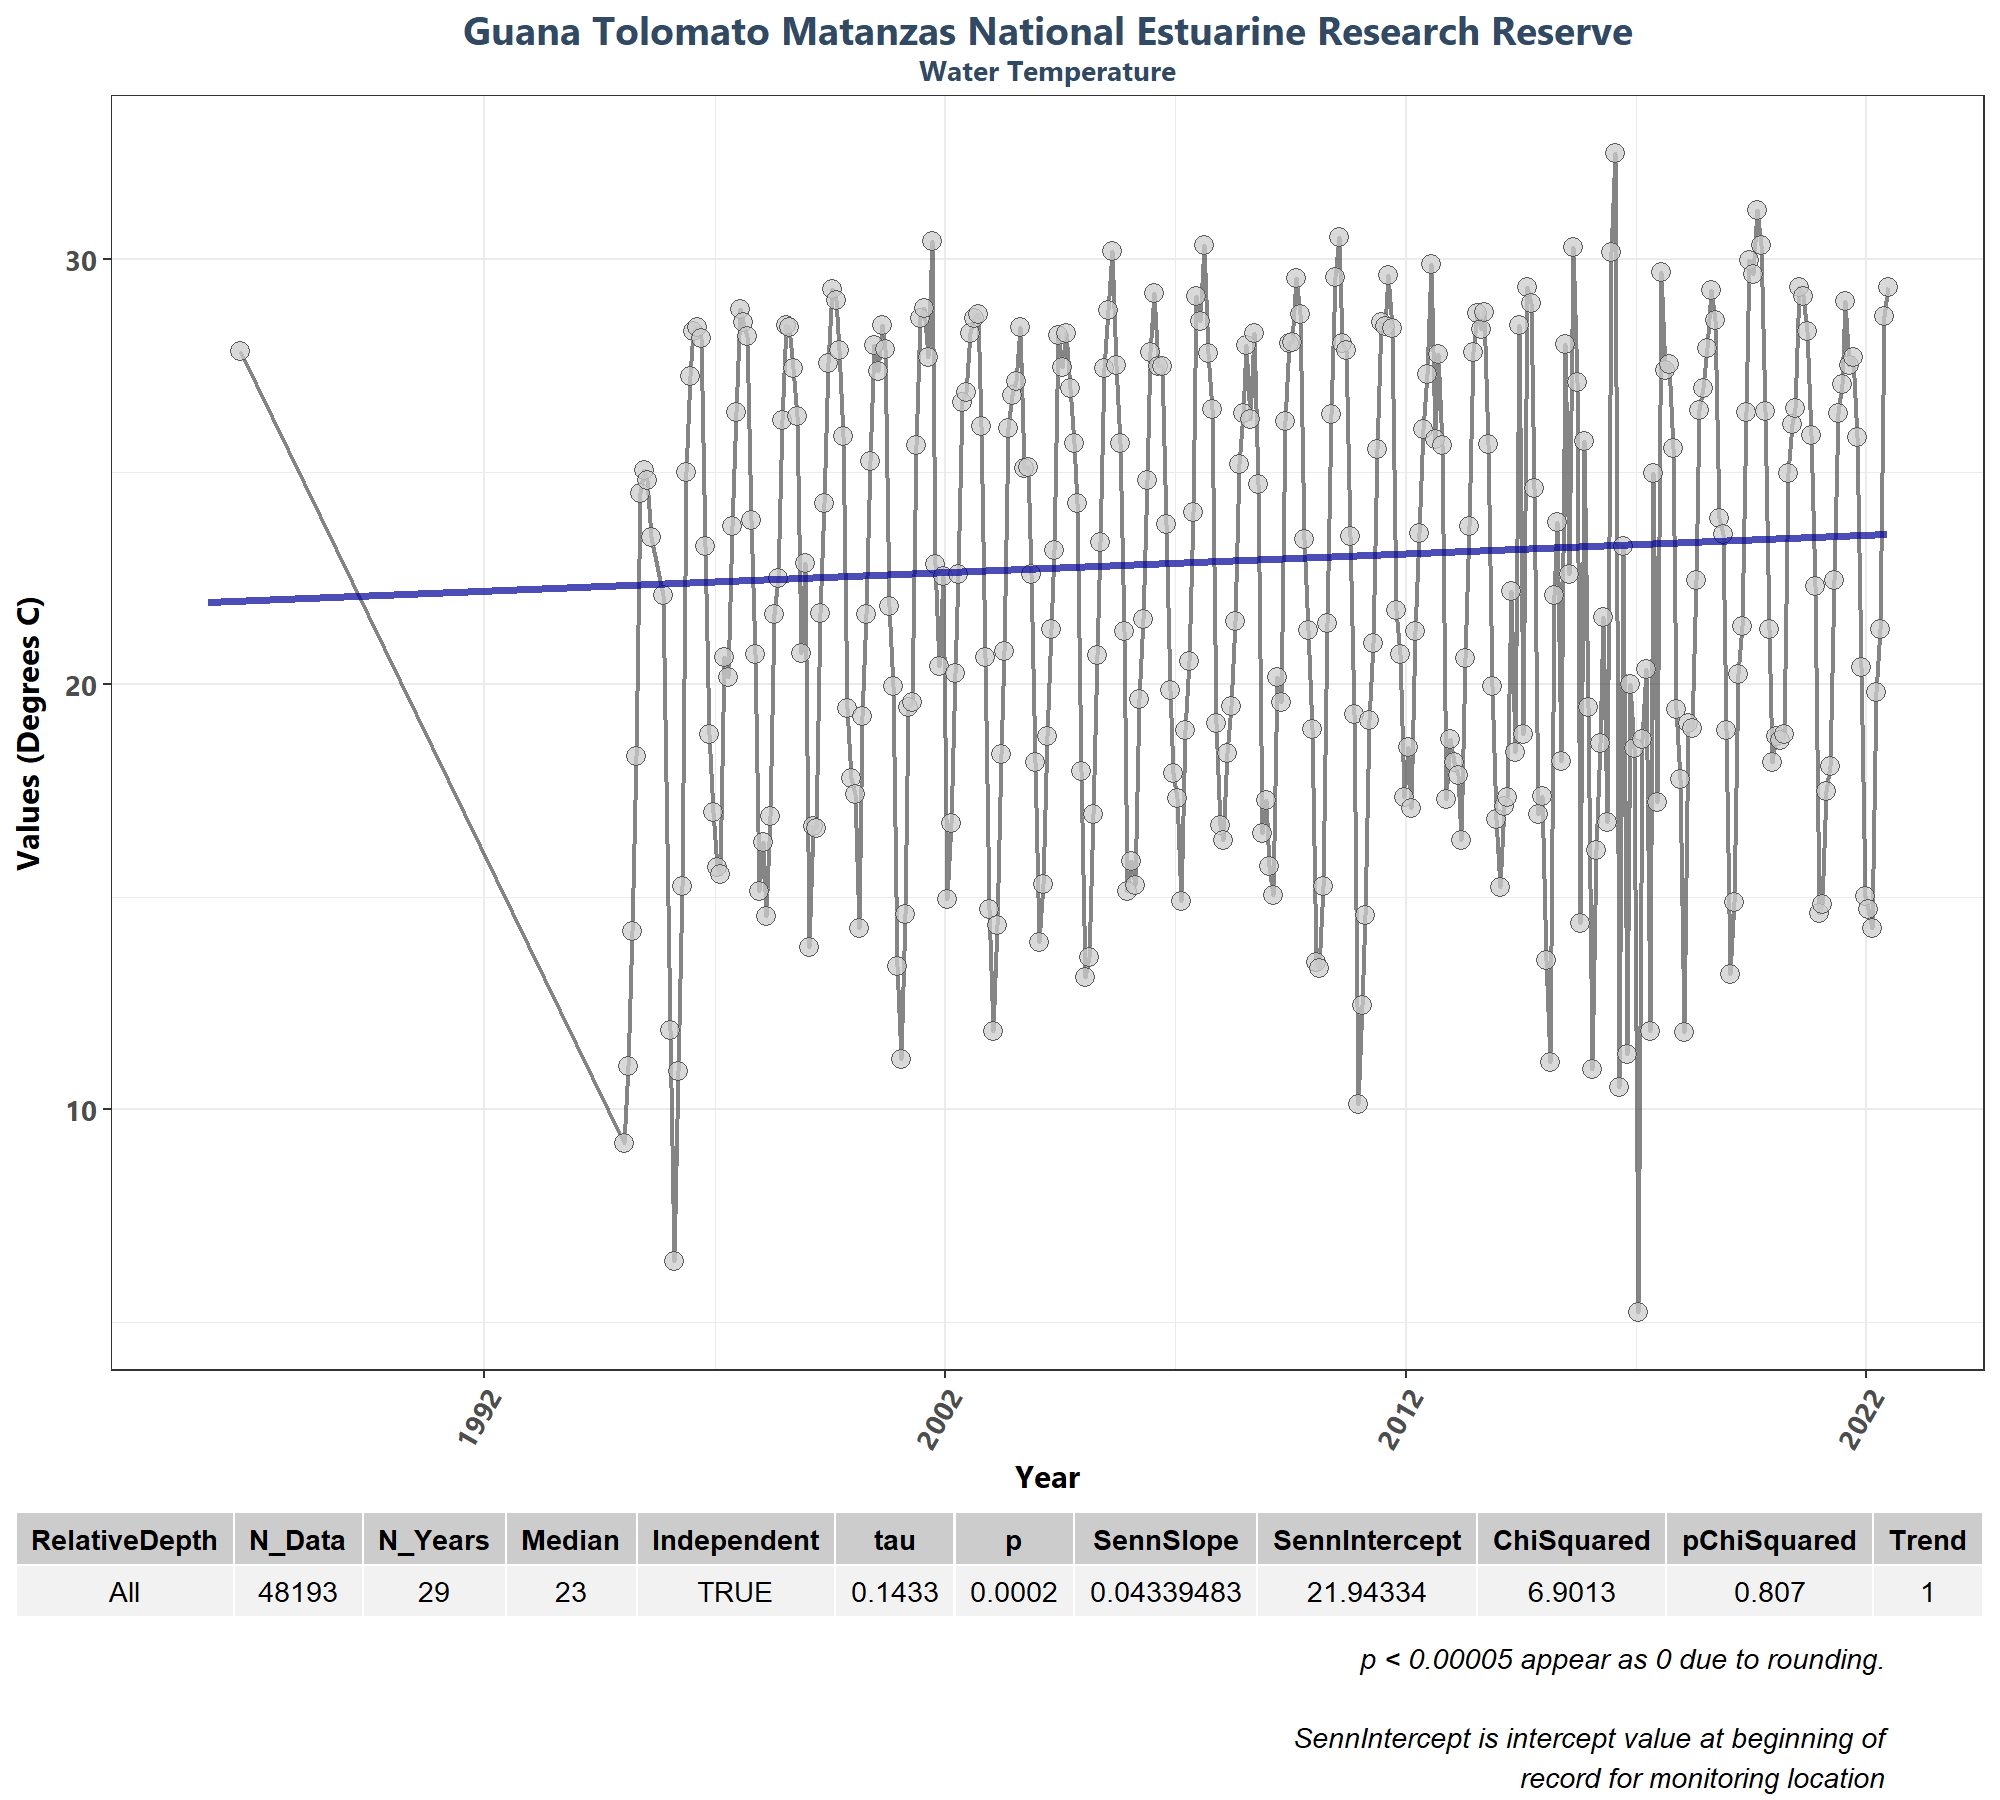 Guana Tolomato Matanzas National Estuarine Research Reserve
Water Temperature
Values (Degrees C)
30
20
10
1992
2002
2012
2022
Year
RelativeDepth N_Data N_Years Median Independent tau p SennSlope SennIntercept ChiSquared pChiSquared Trend
All 48193 29 23 TRUE 0.1433 0.0002 0.04339483 21.94334 6.9013 0.807 1
p < 0.00005 appear as 0 due to rounding.
SennIntercept is intercept value at beginning of
record for monitoring location